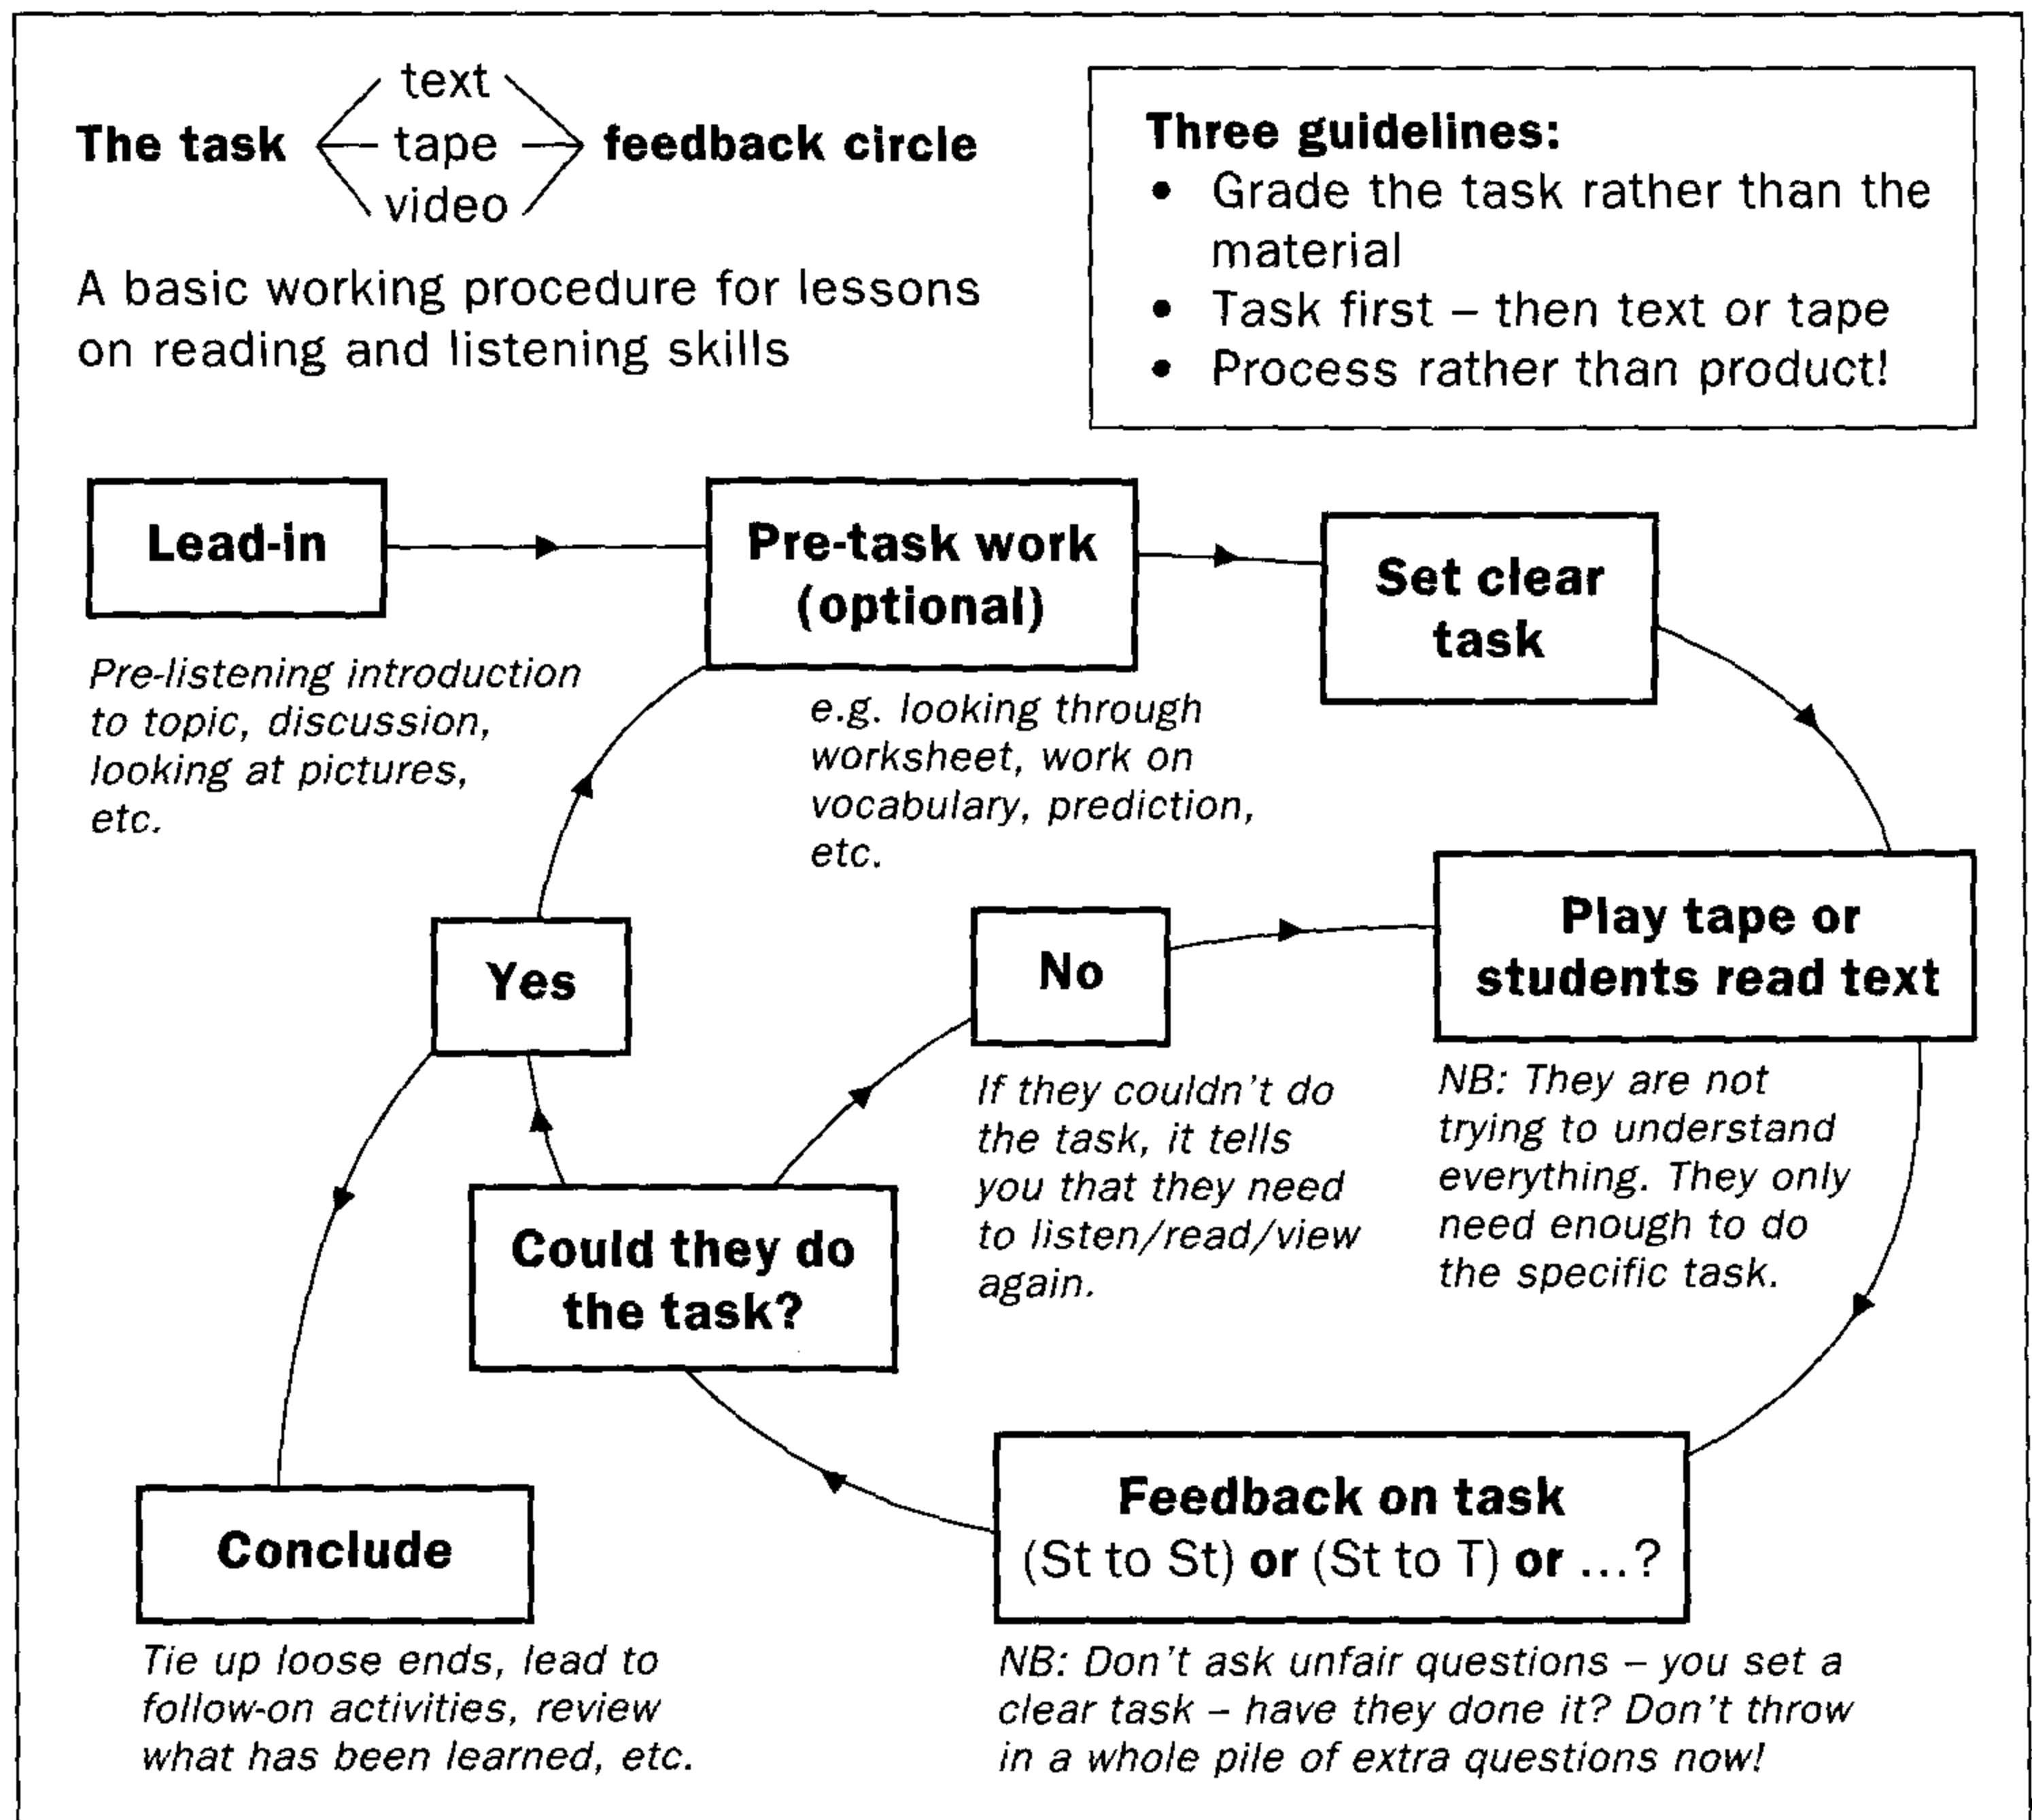 text
The task tape feedback circle
video
A basic working procedure for lessons
on reading and listening skills
Three guidelines:
• Grade the task rather than the
material
• Task first – then text or tape
• Process rather than product!
Lead-in
Pre-listening introduction
to topic, discussion,
looking at pictures,
etc.
Pre-task work
(optional)
e.g. looking through
worksheet, work on
vocabulary, prediction,
etc.
Set clear
task
Play tape or
students read text
NB: They are not
trying to understand
everything. They only
need enough to do
the specific task.
Feedback on task
(St to St) or (St to T) or ...?
NB: Don't ask unfair questions – you set a
clear task – have they done it? Don't throw
in a whole pile of extra questions now!
Could they do
the task?
No
If they couldn't do
the task, it tells
you that they need
to listen/read/view
again.
Yes
Conclude
Tie up loose ends, lead to
follow-on activities, review
what has been learned, etc.